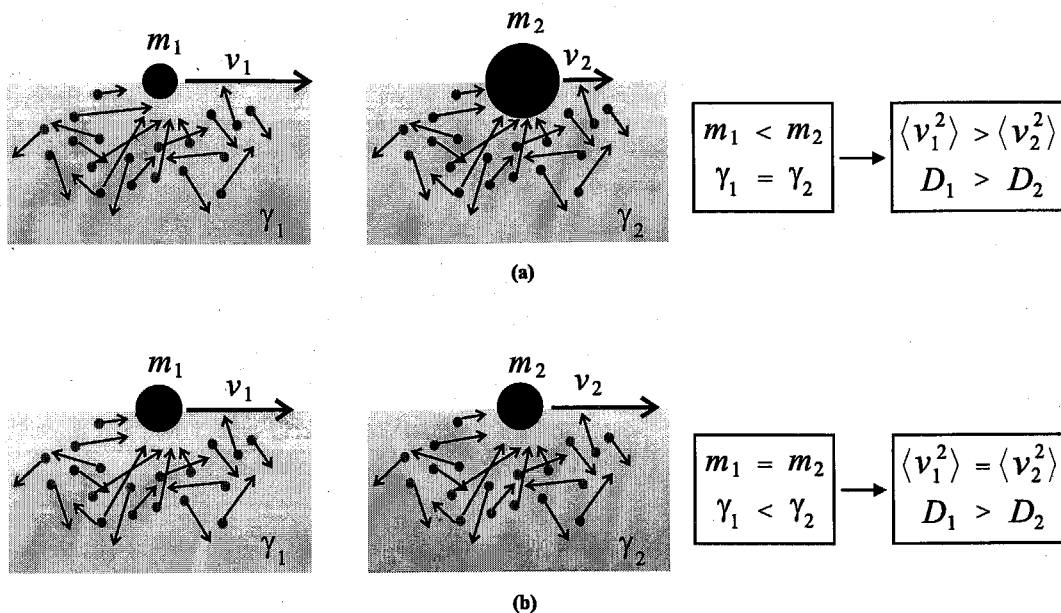 m₁
v₁
γ₁
m₂
v₂
γ₂
m₁ < m₂
γ₁ = γ₂
⟨v₁²⟩ > ⟨v₂²⟩
D₁ > D₂
(a)
m₁
v₁
γ₁
m₂
v₂
γ₂
m₁ = m₂
γ₁ < γ₂
⟨v₁²⟩ = ⟨v₂²⟩
D₁ > D₂
(b)